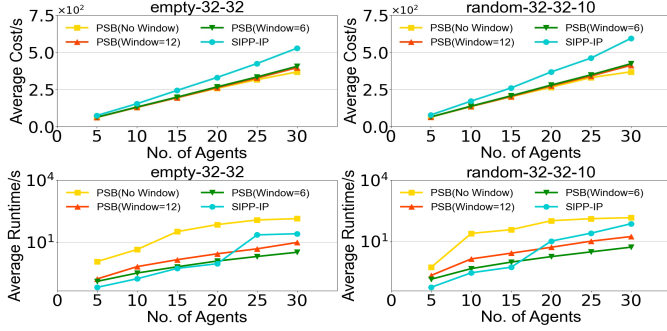 empty-32-32
×10²
7.5
5.0
2.5
0.0
Average Cost/s
PSB(No Window)
PSB(Window=12)
PSB(Window=6)
SIPP-IP
0 5 10 15 20 25 30
No. of Agents
random-32-32-10
×10²
7.5
5.0
2.5
0.0
Average Cost/s
PSB(No Window)
PSB(Window=12)
PSB(Window=6)
SIPP-IP
0 5 10 15 20 25 30
No. of Agents
empty-32-32
10⁴
10¹
Average Runtime/s
PSB(No Window)
PSB(Window=12)
PSB(Window=6)
SIPP-IP
0 5 10 15 20 25 30
No. of Agents
random-32-32-10
10⁴
10¹
Average Runtime/s
PSB(No Window)
PSB(Window=12)
PSB(Window=6)
SIPP-IP
0 5 10 15 20 25 30
No. of Agents